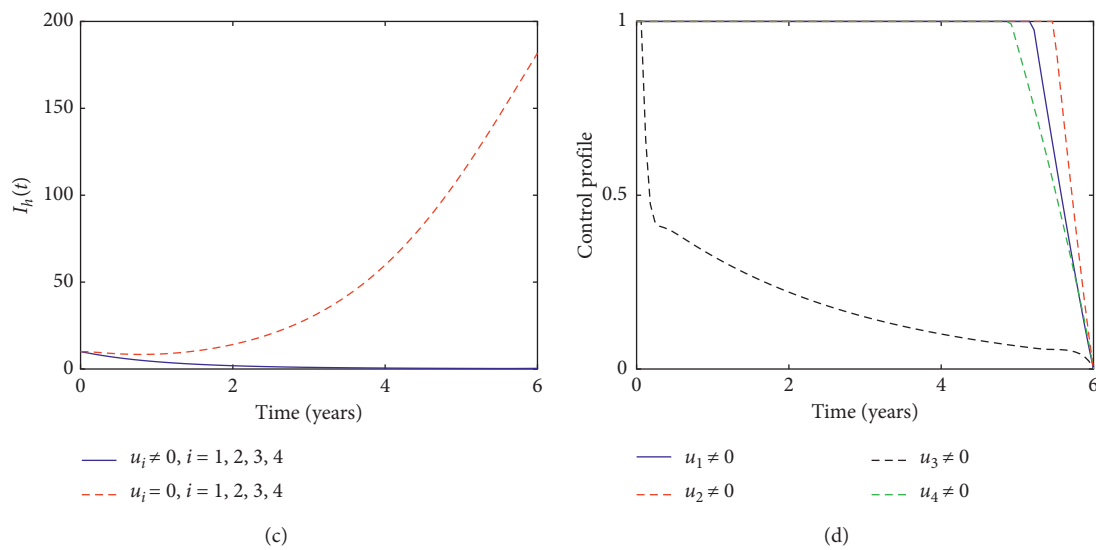 200
150
100
50
0
I_h(t)
0 2 4 6
Time (years)
u_i ≠ 0, i = 1, 2, 3, 4
u_i = 0, i = 1, 2, 3, 4
(c)
1
0.5
0
Control profile
0 2 4 6
Time (years)
u_1 ≠ 0 u_3 ≠ 0
u_2 ≠ 0 u_4 ≠ 0
(d)